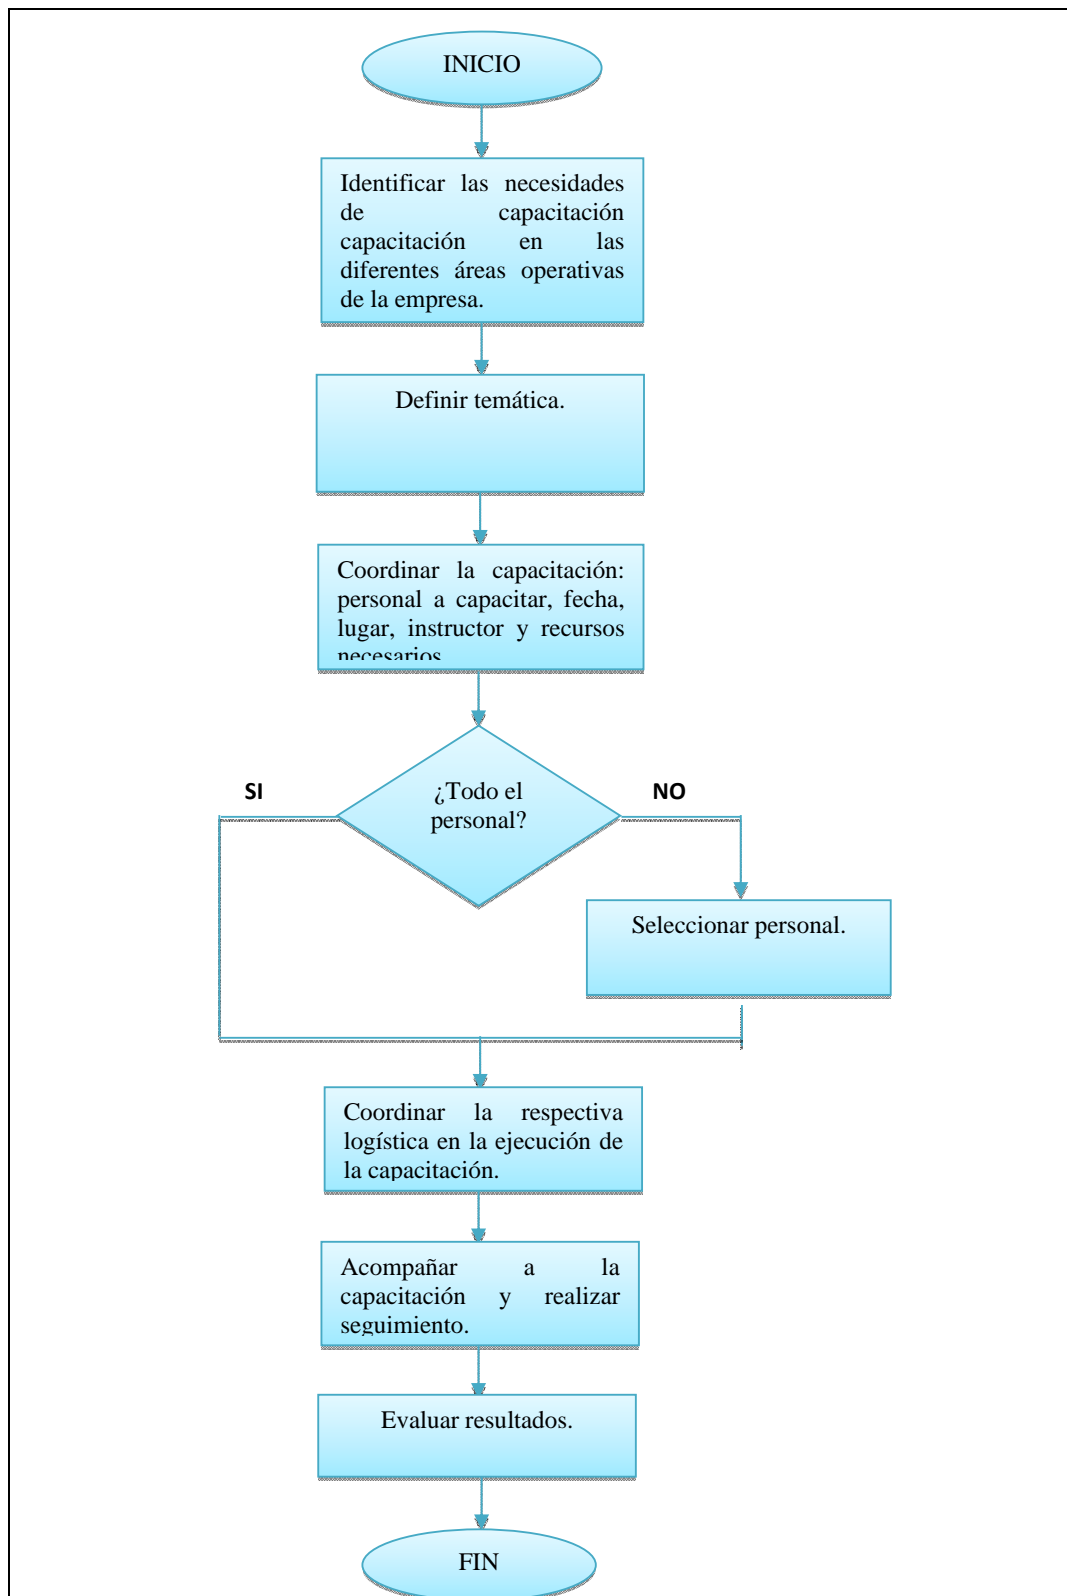 INICIO
Identificar las necesidades
de capacitación
capacitación en las
diferentes áreas operativas
de la empresa.
Definir temática.
Coordinar la capacitación:
personal a capacitar, fecha,
lugar, instructor y recursos
necesarios
¿Todo el
personal?
SI
NO
Seleccionar personal.
Coordinar la respectiva
logística en la ejecución de
la capacitación.
Acompañar a la
capacitación y realizar
seguimiento.
Evaluar resultados.
FIN